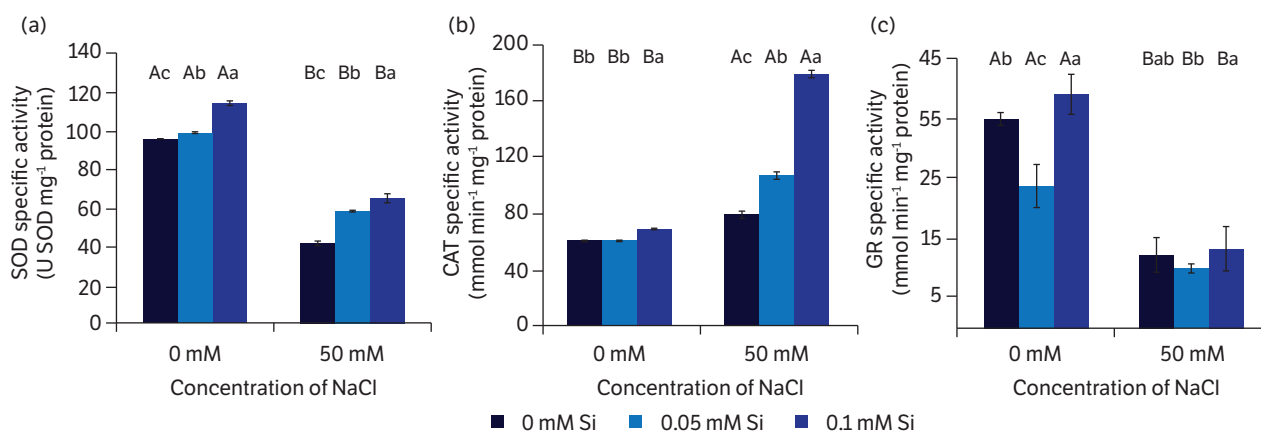 (a)
SOD specific activity
(U SOD mg⁻¹ protein)
140
120
100
80
60
40
20
0
Ac Ab Aa
Bc Bb Ba
0 mM
50 mM
Concentration of NaCl
(b)
CAT specific activity
(mmol min⁻¹ mg⁻¹ protein)
200
160
120
80
40
0
Bb Bb Ba
Ac Ab Aa
0 mM
50 mM
Concentration of NaCl
(c)
GR specific activity
(mmol min⁻¹ mg⁻¹ protein)
45
55
25
15
5
Ab Ac Aa
Bab Bb Ba
0 mM
50 mM
Concentration of NaCl
0 mM Si 0.05 mM Si 0.1 mM Si